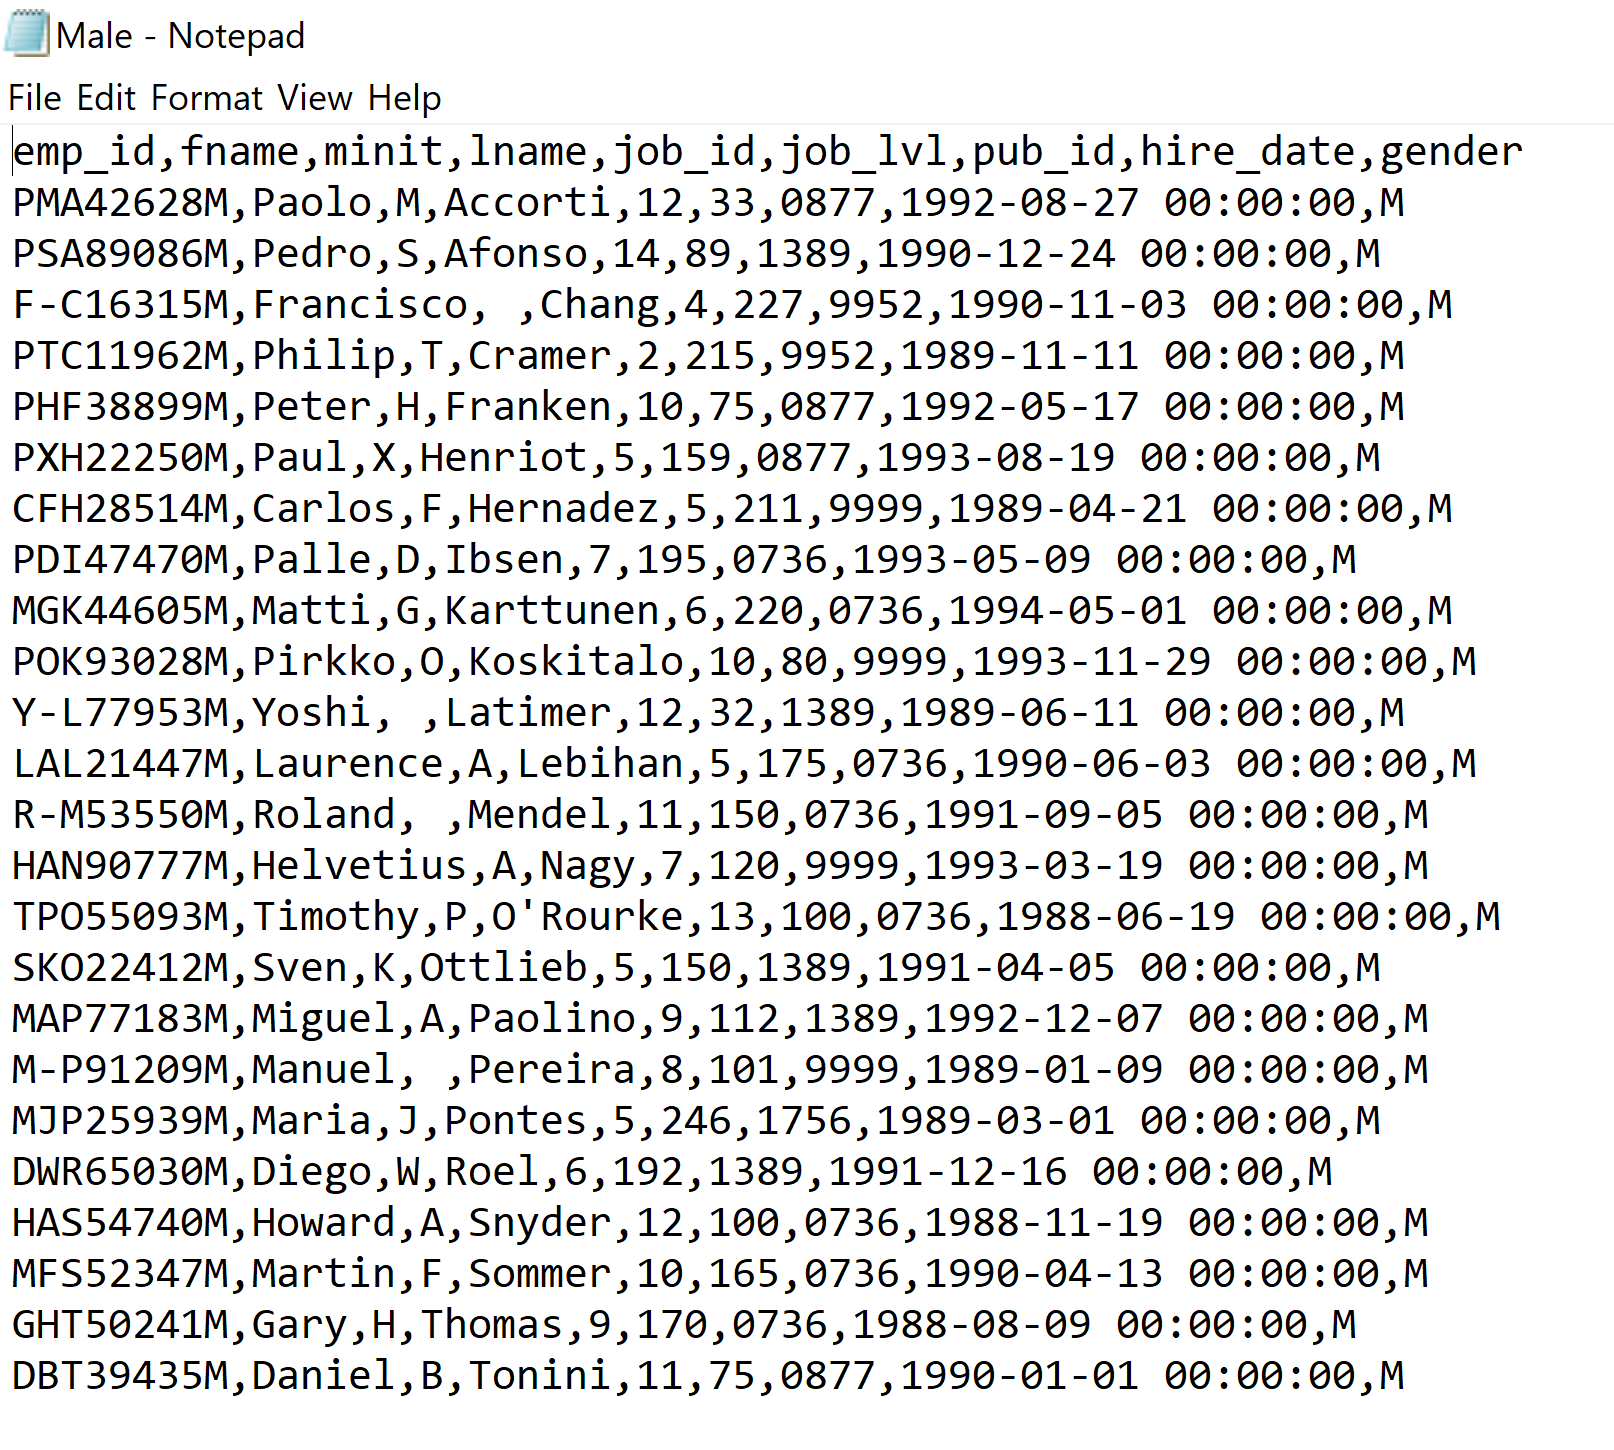 Male - Notepad
File Edit Format View Help
emp_id,fname,minit,lname,job_id,job_lvl,pub_id,hire_date,gender
PMA42628M,Paolo,M,Accorti,12,33,0877,1992-08-27 00:00:00,M
PSA89086M,Pedro,S,Afonso,14,89,1389,1990-12-24 00:00:00,M
F-C16315M,Francisco, ,Chang,4,227,9952,1990-11-03 00:00:00,M
PTC11962M,Philip,T,Cramer,2,215,9952,1989-11-11 00:00:00,M
PHF38899M,Peter,H,Franken,10,75,0877,1992-05-17 00:00:00,M
PXH22250M,Paul,X,Henriot,5,159,0877,1993-08-19 00:00:00,M
CFH28514M,Carlos,F,Hernadez,5,211,9999,1989-04-21 00:00:00,M
PDI47470M,Palle,D,Ibsen,7,195,0736,1993-05-09 00:00:00,M
MGK44605M,Matti,G,Karttunen,6,220,0736,1994-05-01 00:00:00,M
POK93028M,Pirkko,O,Koskitalo,10,80,9999,1993-11-29 00:00:00,M
Y-L77953M,Yoshi, ,Latimer,12,32,1389,1989-06-11 00:00:00,M
LAL21447M,Laurence,A,Lebihan,5,175,0736,1990-06-03 00:00:00,M
R-M53550M,Roland, ,Mendel,11,150,0736,1991-09-05 00:00:00,M
HAN90777M,Helvetius,A,Nagy,7,120,9999,1993-03-19 00:00:00,M
TPO55093M,Timothy,P,O'Rourke,13,100,0736,1988-06-19 00:00:00,M
SKO22412M,Sven,K,Ottlieb,5,150,1389,1991-04-05 00:00:00,M
MAP77183M,Miguel,A,Paolino,9,112,1389,1992-12-07 00:00:00,M
M-P91209M,Manuel, ,Pereira,8,101,9999,1989-01-09 00:00:00,M
MJP25939M,Maria,J,Pontes,5,246,1756,1989-03-01 00:00:00,M
DWR65030M,Diego,W,Roel,6,192,1389,1991-12-16 00:00:00,M
HAS54740M,Howard,A,Snyder,12,100,0736,1988-11-19 00:00:00,M
MFS52347M,Martin,F,Sommer,10,165,0736,1990-04-13 00:00:00,M
GHT50241M,Gary,H,Thomas,9,170,0736,1988-08-09 00:00:00,M
DBT39435M,Daniel,B,Tonini,11,75,0877,1990-01-01 00:00:00,M